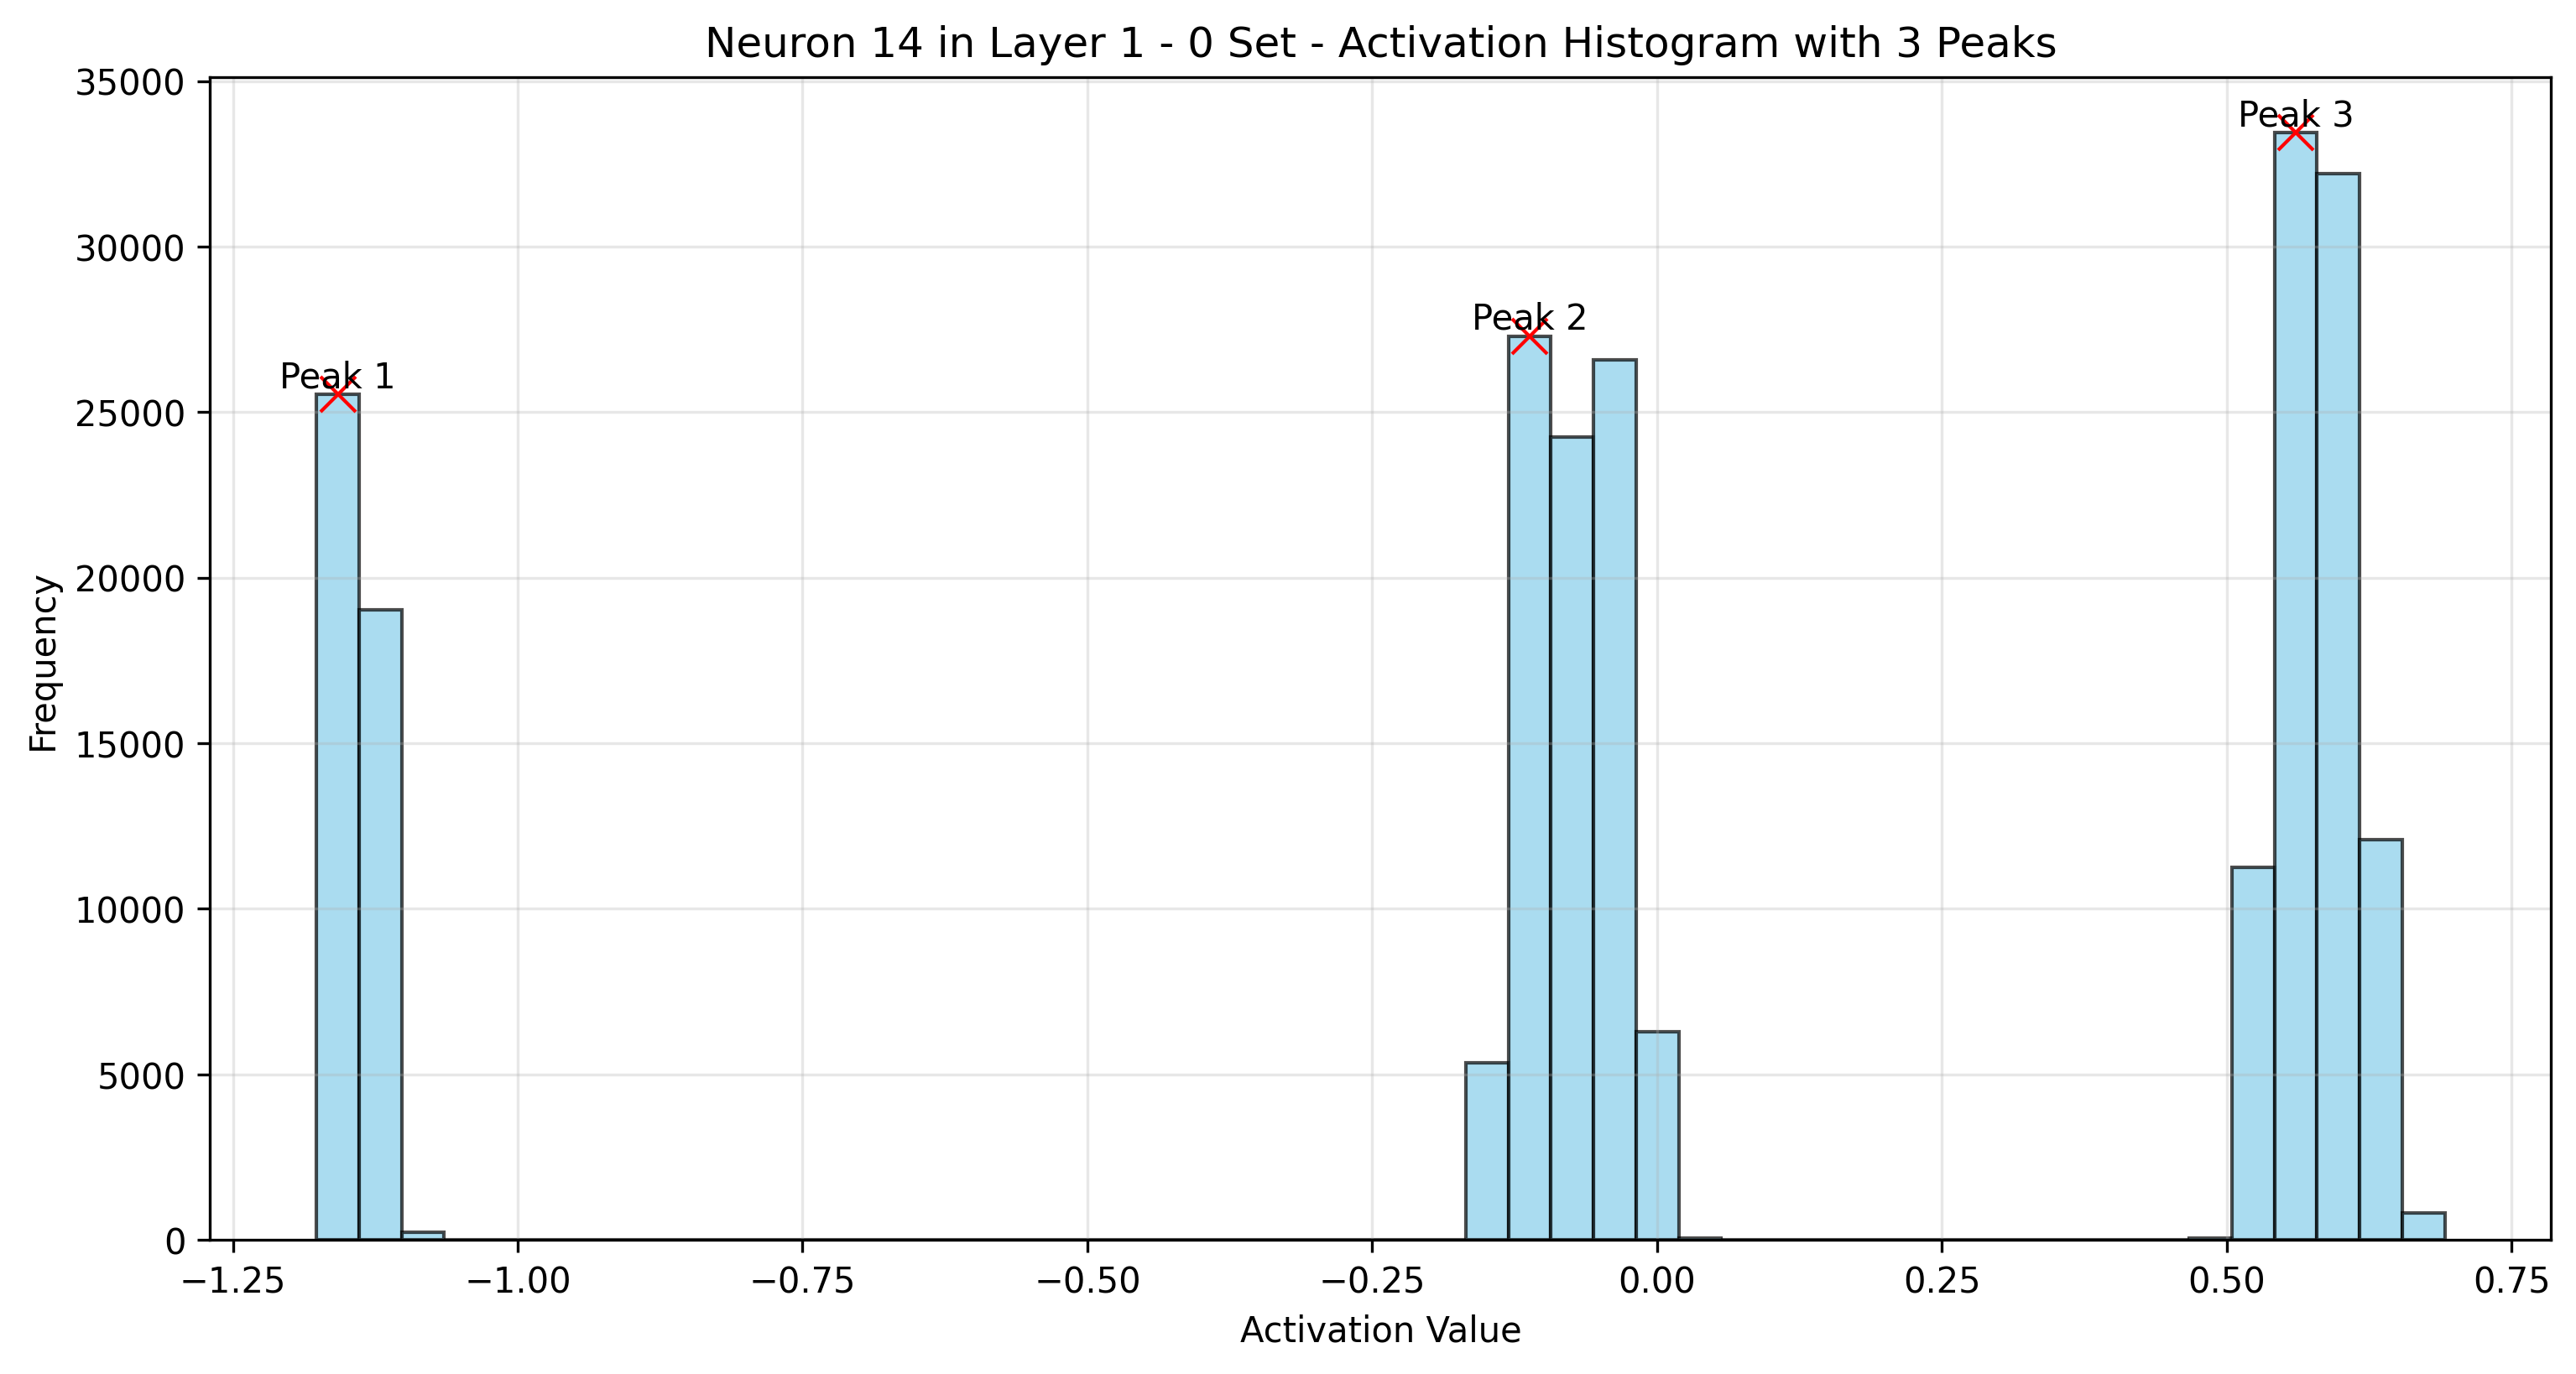 Neuron 14 in Layer 1 - 0 Set - Activation Histogram with 3 Peaks
35000
30000
25000
20000
15000
10000
5000
0
Frequency
Peak 1
Peak 2
Peak 3
−1.25 −1.00 −0.75 −0.50 −0.25 0.00 0.25 0.50 0.75
Activation Value